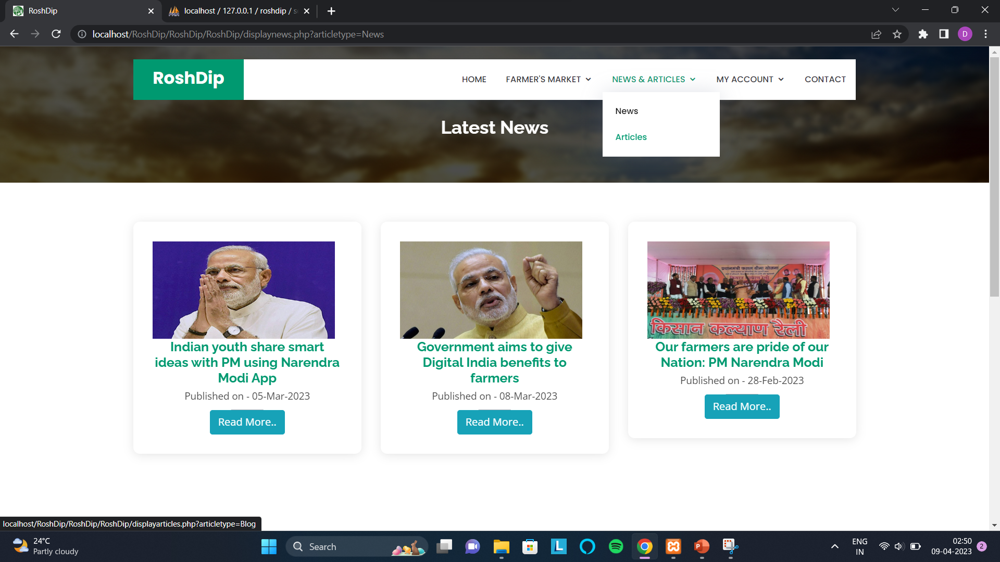 RoshDip
localhost / 127.0.0.1 / roshdip / s
localhost/RoshDip/RoshDip/RoshDip/displaynews.php?articletype=News
D
RoshDip
HOME
FARMER'S MARKET
NEWS & ARTICLES
MY ACCOUNT
CONTACT
News
Articles
Latest News
प्रधानमंत्री फसल बीमा योजना
किसान कल्याण रैली
Indian youth share smart
ideas with PM using Narendra
Modi App
Published on - 05-Mar-2023
Read More..
Government aims to give
Digital India benefits to
farmers
Published on - 08-Mar-2023
Read More..
Our farmers are pride of our
Nation: PM Narendra Modi
Published on - 28-Feb-2023
Read More..
localhost/RoshDip/RoshDip/RoshDip/displayarticles.php?articletype=Blog
24°C
Partly cloudy
Search
L
P
ENG
IN
02:50
09-04-2023
2